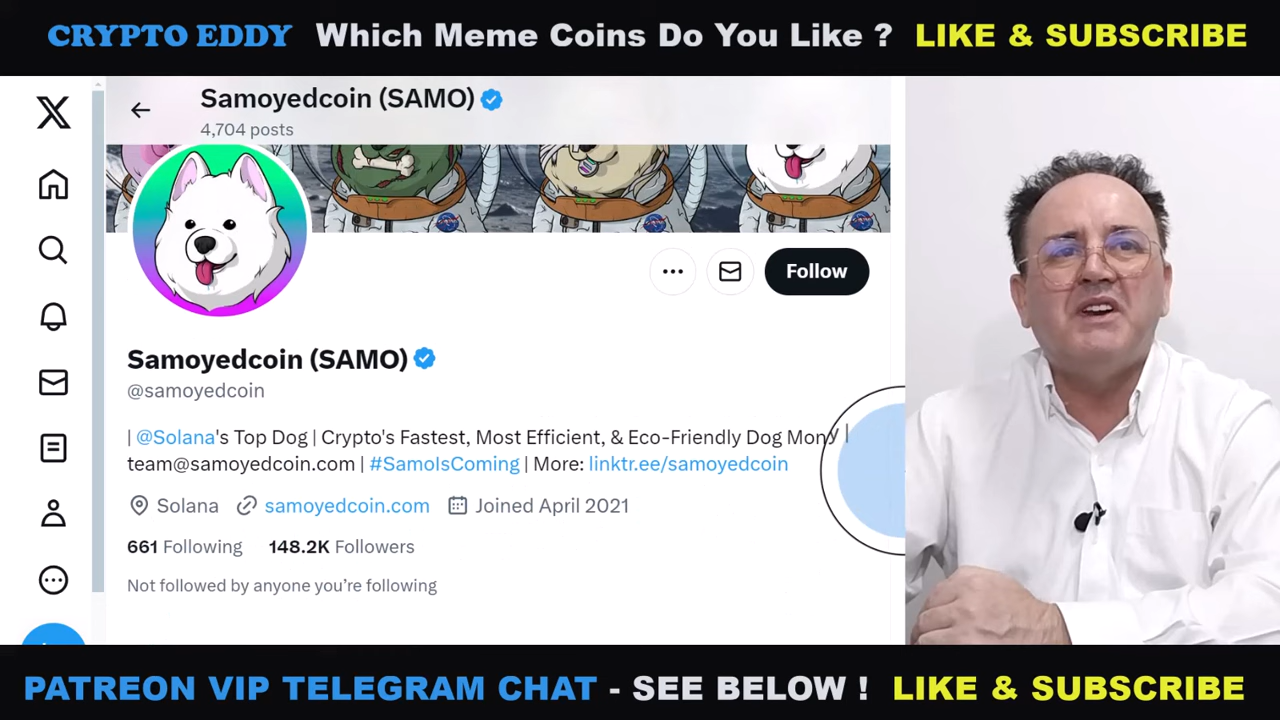 CRYPTO EDDY Which Meme Coins Do You Like ? LIKE & SUBSCRIBE
Samoyedcoin (SAMO)
4,704 posts
Follow
Samoyedcoin (SAMO)
@samoyedcoin
| @Solana's Top Dog | Crypto's Fastest, Most Efficient, & Eco-Friendly Dog Mony |
team@samoyedcoin.com | #SamoIsComing | More: linktr.ee/samoyedcoin
Solana samoyedcoin.com Joined April 2021
661 Following 148.2K Followers
Not followed by anyone you're following
PATREON VIP TELEGRAM CHAT - SEE BELOW ! LIKE & SUBSCRIBE